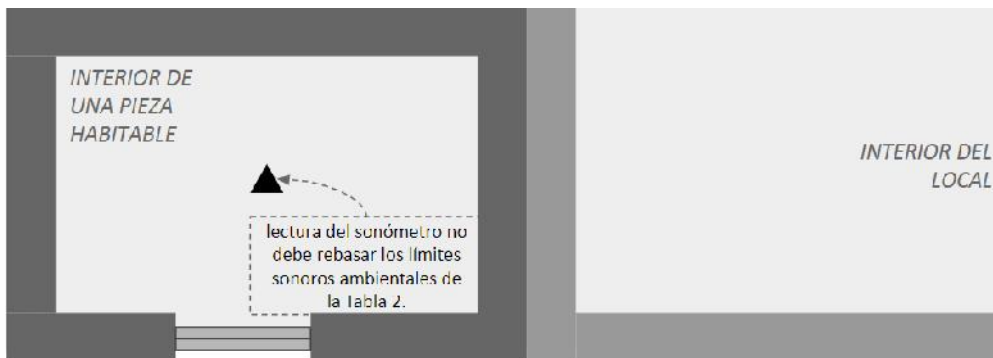 INTERIOR DE
UNA PIEZA
HABITABLE
INTERIOR DEL
LOCAL
lectura del sonómetro no
debe rebasar los límites
sonoros ambientales de
la Tabla 2.